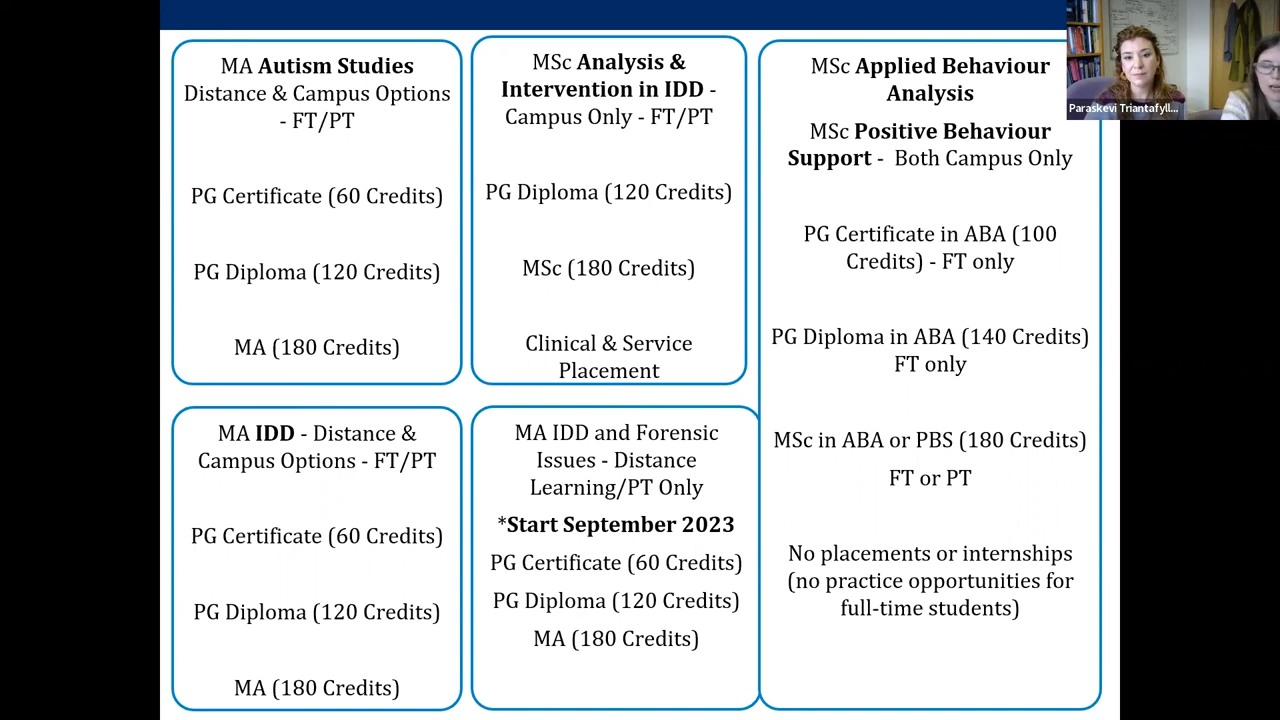 MA Autism Studies
Distance & Campus Options
- FT/PT
PG Certificate (60 Credits)
PG Diploma (120 Credits)
MA (180 Credits)
MSc Analysis &
Intervention in IDD -
Campus Only - FT/PT
PG Diploma (120 Credits)
MSc (180 Credits)
Clinical & Service
Placement
MSc Applied Behaviour
Analysis
MSc Positive Behaviour
Support - Both Campus Only
PG Certificate in ABA (100
Credits) - FT only
PG Diploma in ABA (140 Credits)
FT only
MSc in ABA or PBS (180 Credits)
FT or PT
No placements or internships
(no practice opportunities for
full-time students)
MA IDD - Distance &
Campus Options - FT/PT
PG Certificate (60 Credits)
PG Diploma (120 Credits)
MA (180 Credits)
MA IDD and Forensic
Issues - Distance
Learning/PT Only
*Start September 2023
PG Certificate (60 Credits)
PG Diploma (120 Credits)
MA (180 Credits)
Paraskevi Triantafyll...